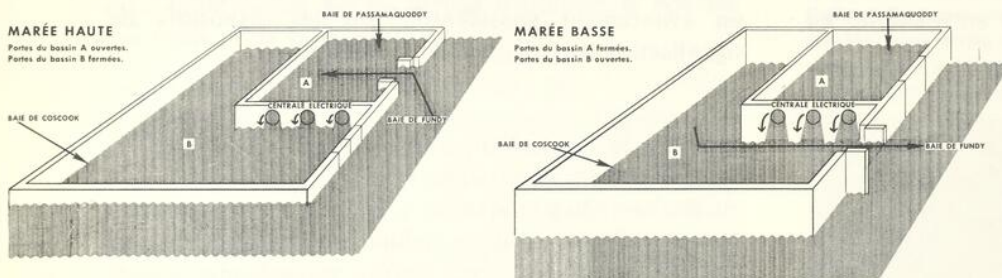 MARÉE HAUTE
Portes du bassin A ouvertes.
Portes du bassin B fermées.
BAIE DE PASSAMAQUODDY
A
CENTRALE ÉLECTRIQUE
BAIE DE FUNDY
BAIE DE COSCOOK
B
MARÉE BASSE
Portes du bassin A fermées.
Portes du bassin B ouvertes.
BAIE DE PASSAMAQUODDY
A
CENTRALE ÉLECTRIQUE
BAIE DE COSCOOK
B
BAIE DE FUNDY